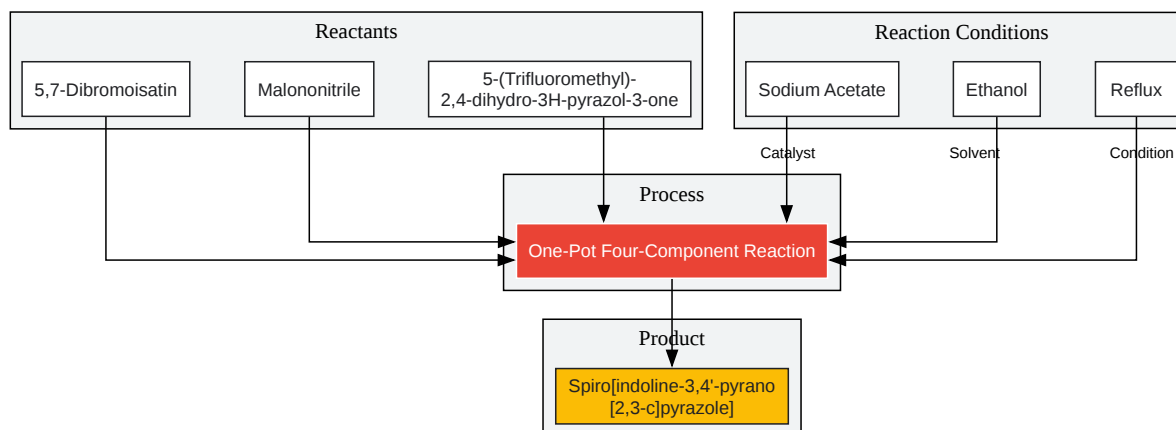 Reactants
Reaction Conditions
5,7-Dibromoisatin
Malononitrile
5-(Trifluoromethyl)-
2,4-dihydro-3H-pyrazol-3-one
Sodium Acetate
Ethanol
Reflux
Catalyst
Solvent
Condition
Process
One-Pot Four-Component Reaction
Product
Spiro[indoline-3,4'-pyrano
[2,3-c]pyrazole]